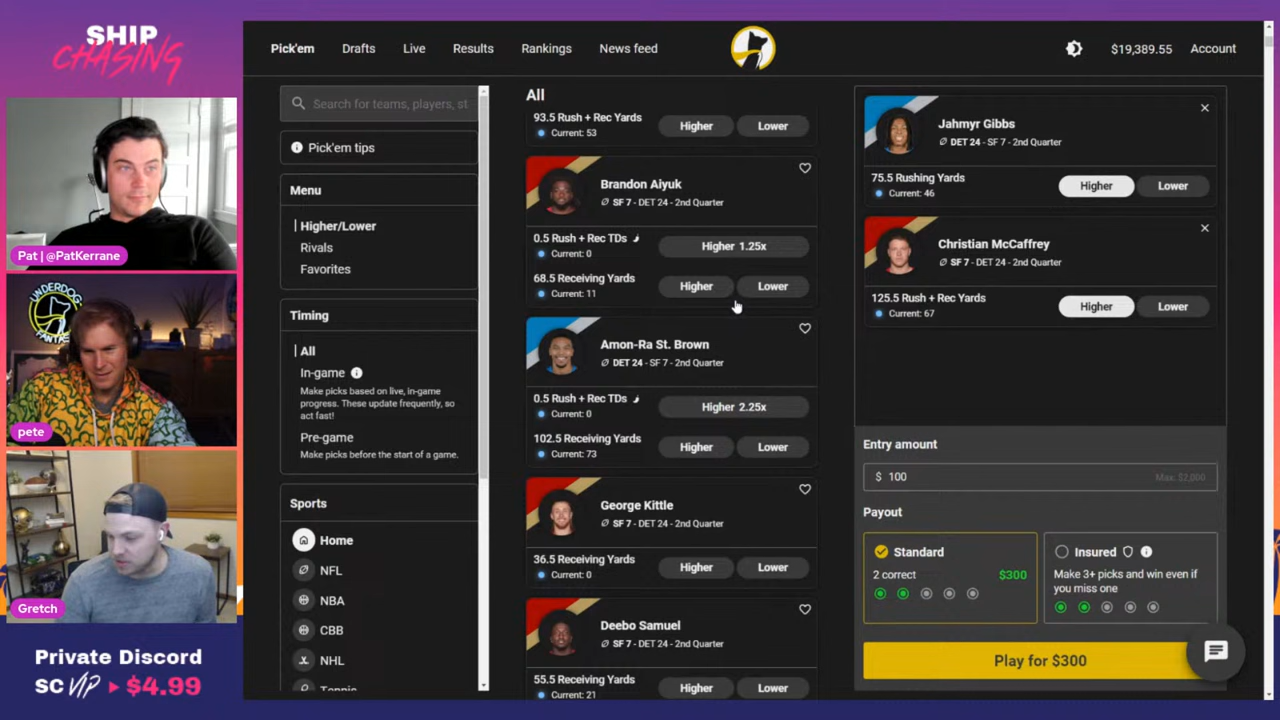 SHIP
CHASING
Pat | @PatKerrane
UNDERDOG
pete
Gretch
Private Discord
SC VIP ▸ $4.99
Pick'em
Drafts
Live
Results
Rankings
News feed
$19,389.55
Account
Search for teams, players, st
Pick'em tips
Menu
Higher/Lower
Rivals
Favorites
Timing
All
In-game
Make picks based on live, in-game
progress. These update frequently, so
act fast!
Pre-game
Make picks before the start of a game.
Sports
Home
NFL
NBA
CBB
NHL
Tennis
All
93.5 Rush + Rec Yards
Current: 53
Higher
Lower
Brandon Aiyuk
SF 7 - DET 24 - 2nd Quarter
0.5 Rush + Rec TDs
Current: 0
Higher 1.25x
68.5 Receiving Yards
Current: 11
Higher
Lower
Amon-Ra St. Brown
DET 24 - SF 7 - 2nd Quarter
0.5 Rush + Rec TDs
Current: 0
Higher 2.25x
102.5 Receiving Yards
Current: 73
Higher
Lower
George Kittle
SF 7 - DET 24 - 2nd Quarter
36.5 Receiving Yards
Current: 0
Higher
Lower
Deebo Samuel
SF 7 - DET 24 - 2nd Quarter
55.5 Receiving Yards
Current: 21
Higher
Lower
Jahmyr Gibbs
DET 24 - SF 7 - 2nd Quarter
75.5 Rushing Yards
Current: 46
Higher
Lower
Christian McCaffrey
SF 7 - DET 24 - 2nd Quarter
125.5 Rush + Rec Yards
Current: 67
Higher
Lower
Entry amount
$ 100
Max: $2,000
Payout
Standard
2 correct
$300
Insured
Make 3+ picks and win even if
you miss one
Play for $300